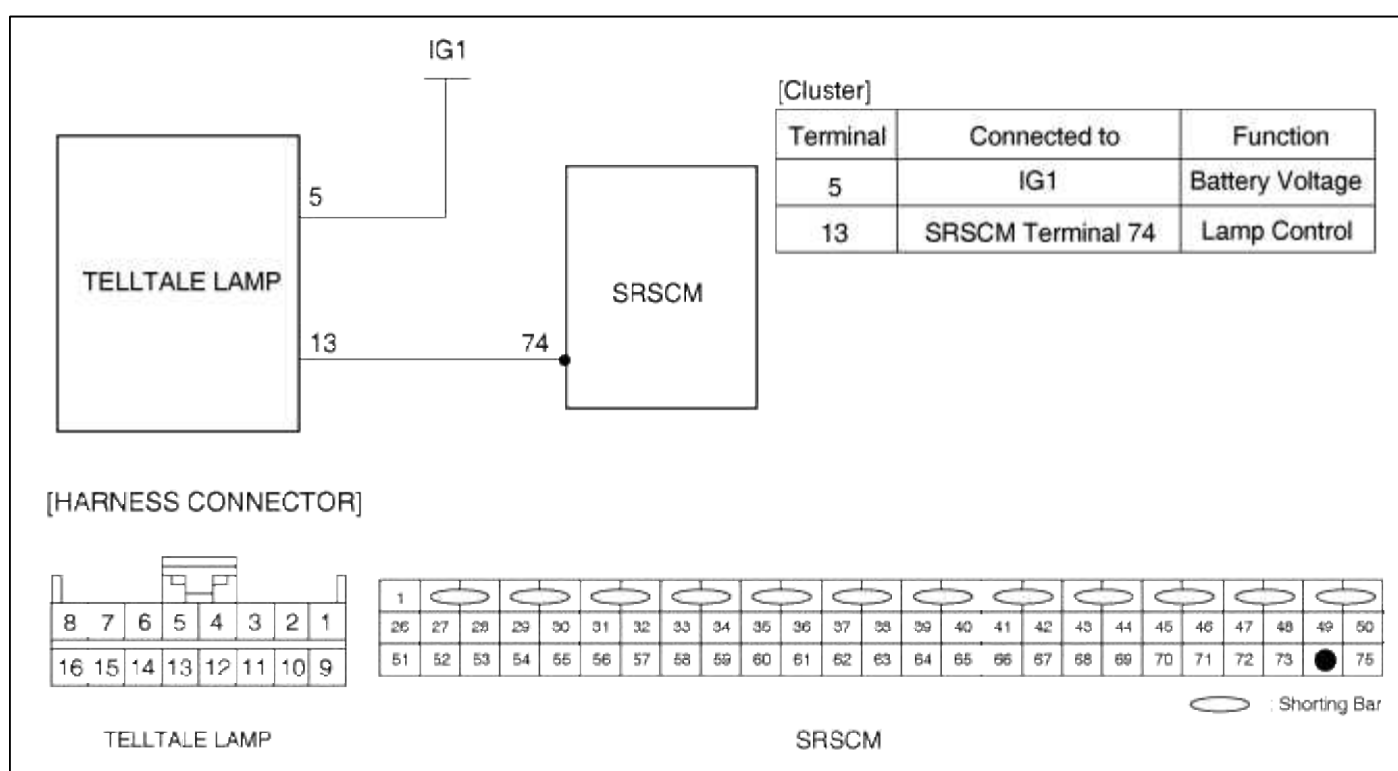 IG1
[Cluster]
Terminal Connected to Function
5 IG1 Battery Voltage
13 SRSCM Terminal 74 Lamp Control
5
TELLTALE LAMP
SRSCM
13 74
[HARNESS CONNECTOR]
8 7 6 5 4 3 2 1
16 15 14 13 12 11 10 9
TELLTALE LAMP
1
26 27 28 29 30 31 32 33 34 35 36 37 38 39 40 41 42 43 44 45 46 47 48 49 50
51 52 53 54 55 56 57 58 59 60 61 62 63 64 65 66 67 68 69 70 71 72 73 75
: Shorting Bar
SRSCM